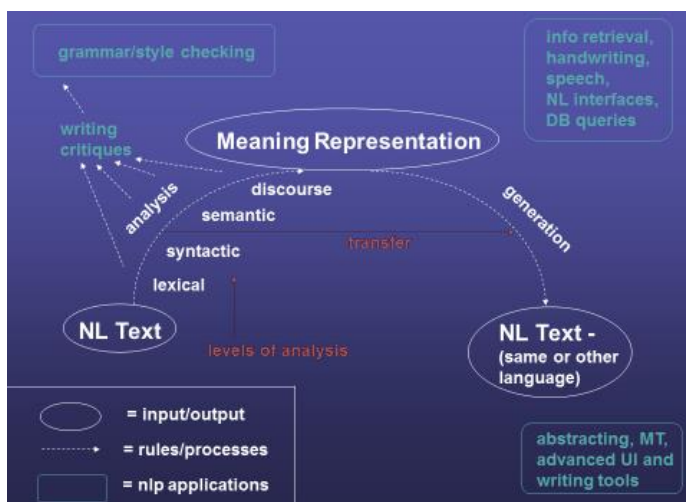 grammar/style checking
info retrieval,
handwriting,
speech,
NL interfaces,
DB queries
writing
critiques
Meaning Representation
analysis
discourse
semantic
syntactic
lexical
transfer
generation
NL Text
levels of analysis
NL Text -
(same or other
language)
= input/output
= rules/processes
= nlp applications
abstracting, MT,
advanced UI and
writing tools